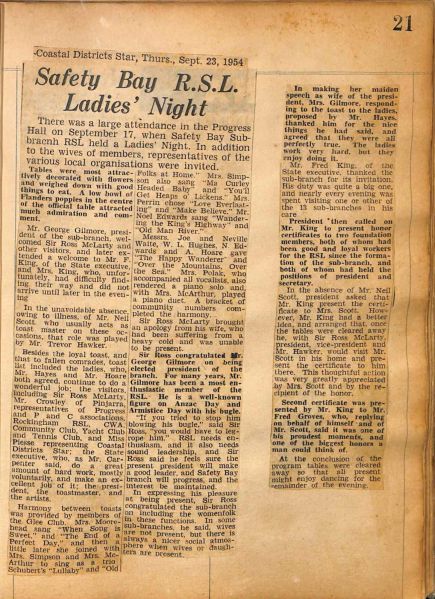 21
-Coastal Districts Star, Thurs., Sept. 23, 1954
Safety Bay R.S.L.
Ladies' Night
There was a large attendance in the Progress
Hall on September 17, when Safety Bay Sub-
bracnh RSL held a Ladies' Night. In addition
to the wives of members, representatives of the
various local organisations were invited.
Tables were most attrac-
tively decorated with flowers
and weighed down with good
things to eat. A low bowl of
Flanders poppies in the centre
of the official table attracted
much admiration and com-
ment.
Mr. George Gilmore, presi-
dent of the sub-branch, wel-
comed Sir Ross McLarty and
other visitors, and later ex-
tended a welcome to Mr. F.
King, of the State executive,
and Mrs. King, who, unfor-
tunately, had difficulty find-
ing their way and did not
arrive until later in the even-
ing
In the unavoidable absence
owing to illness, of Mr. Neil
Scott, who usually acts as
toast master on these oc-
casions, that role was played
by Mr. Trevor Hawker.
Besides the loyal toast, and
that to fallen comrades, toast
list included the ladies, who,
Mr. Hayes and Mr. Hoare
both agreed, continue to do a
wonderful job; the visitors,
including Sir Ross McLarty,
Mr. Crowley of Pinjarra,
representatives of Progress
and P and C associations,
Rockingham RSL, CWA
Community Club, Yacht Club
and Tennis Club, and Miss
Piese representing Coastal
Districts Star; the State
executive, who, as Mr. Car-
penter said, do a great
amount of hard work, mostly
voluntarily, and make an ex-
cellent job of it; the presi-
dent, the toastmaster, and
the artists.
Harmony between toasts
was provided by members of
the Glee Club. Mrs. Moore-
head sang "When Song is
Sweet," and "The End of a
Perfect Day," and then a
little later she joined with
Mrs. Simpson and Mrs. Mc-
Arthur to sing as a trio
Schubert's "Lullaby" and "Old
Folks at Home." Mrs. Simp-
son also sang "Ma Curley
Headed Baby" and "You'll
Get Heaps o' Lickens." Mrs.
Perrin chose "Love Everlast-
ing" and "Make Believe." Mr.
Noel Edwards sang "Wander-
ing the King's Highway" and
"Old Man River."
Messrs. Joe and Neville
Waite, W. L. Hughes, N Ed-
wards and A. Hoare gave
"The Happy Wanderer" and
"Over the Mountains, Over
the Sea." Mrs. Polak, who
accompanied all vocalists, also
rendered a piano solo and,
with Mrs. McArthur, played
a piano duet. A bracket of
community numbers com-
pleted the harmony.
Sir Ross McLarty brought
an apology from his wife, who
had been suffering from a
heavy cold and was unable
to be present.
Sir Ross congratulated Mr.
George Gilmore on being
elected president of the
branch. For many years, Mr.
Gilmore has been a most en-
thusiastic member of the
RSL. He is a well-known
figure on Anzac Day and
Armistice Day with his bugle.
"If you tried to stop him
blowing his bugle," said Sir
Ross, "you would have to leg-
rope him." RSL needs en-
thusiasm, and it also needs
sound leadership, and Sir
Ross said he feels sure the
present president will make
a good leader, and Safety Bay
branch will progress, and the
interest be maintained.
In expressing his pleasure
at being present, Sir Ross
congratulated the sub-branch
on including the womenfolk
in these functions. In some
sub-branches, he said, wives
are not present, but there is
always a nicer social atmos-
phere when wives or daugh-
ters are present.
In making her maiden
speech as wife of the presi-
dent, Mrs. Gilmore, respond-
ing to the toast to the ladies,
proposed by Mr. Hayes,
thanked him for the nice
things he had said, and
agreed that they were all
perfectly true. The ladies
work very hard, but they
enjoy doing it.
Mr. Fred King, of the
State executive, thanked the
sub-branch for its invitation.
His duty was quite a big one,
and nearly every evening was
spent visiting one or other of
the 13 sub-branches in his
care
President then called on
Mr. King to present honor
certificates to two foundation
members, both of whom had
been good and loyal workers
for the RSL since the forma-
tion of the sub-branch, and
both of whom had held the
positions of president and
secretary.
In the absence of Mr. Neil
Scott, president asked that
Mr. King present the certi-
ficate to Mrs. Scott. How-
ever, Mr. King had a better
idea, and arranged that, once
the tables were cleared away
he, with Sir Ross McLarty,
president, vice-president and
Mr. Hawker, would visit Mr.
Scott in his home and pre-
sent the certificate to him
there. This thoughtful action
was very greatly appreciated
by Mrs. Scott and by the re-
cipient of the honor.
Second certificate was pre-
sented by Mr. King to Mr.
Fred Groves, who, replying
on behalf of himself and of
Mr. Scott, said it was one of
his proudest moments, and
one of the biggest honors a
man could think of.
At the conclusion of the
program tables were cleared
away so that all present
might enjoy dancing for the
remainder of the evening.